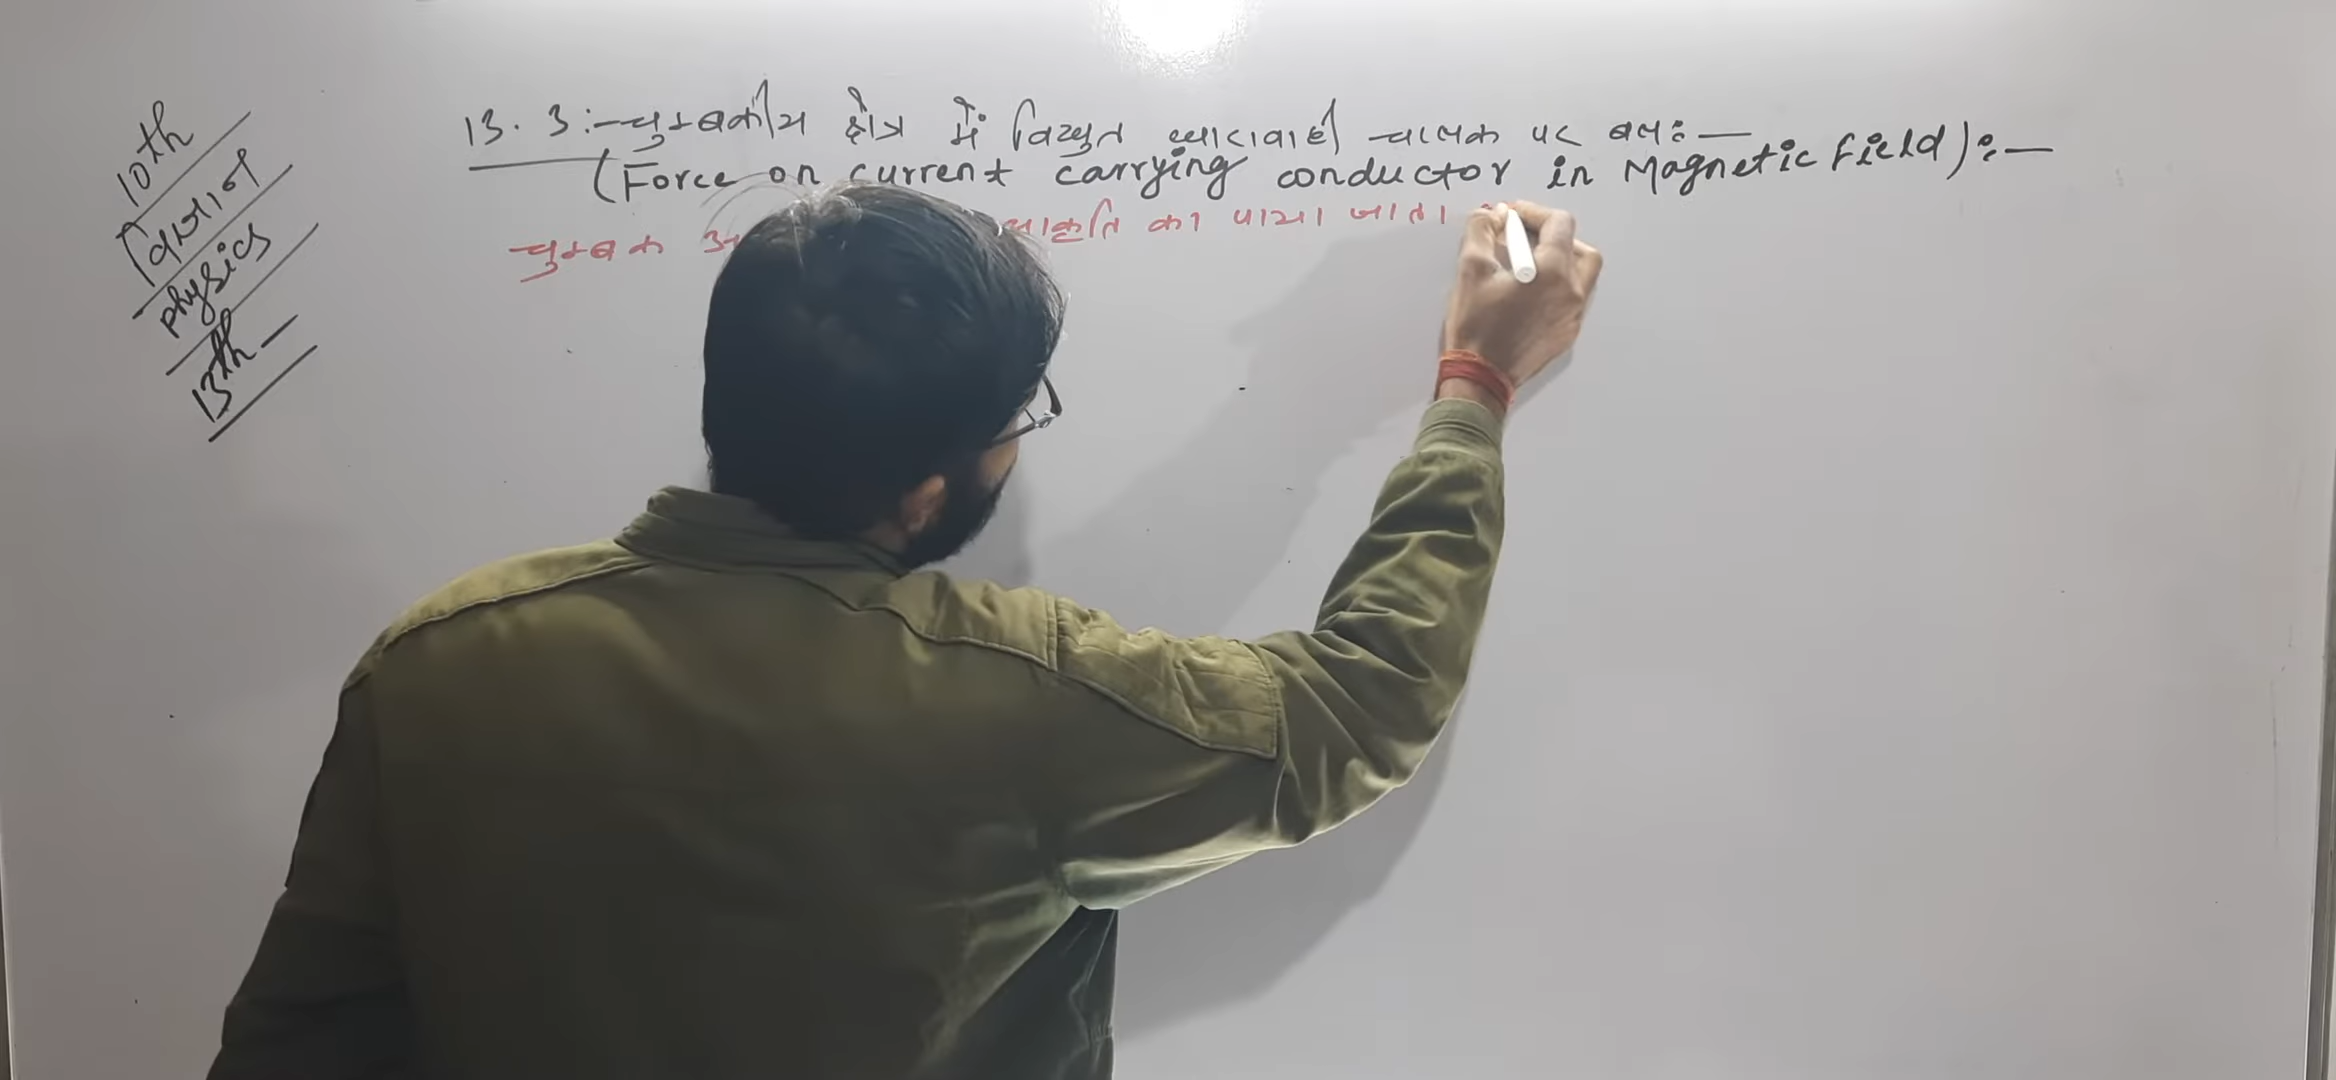 10th
विज्ञान
physics
13th
13.3:- चुम्बकीय क्षेत्र में विद्युत धारावाही चालक पर बल:-
(Force on current carrying conductor in Magnetic field):-
चुम्बक आकृति का पाया जाता